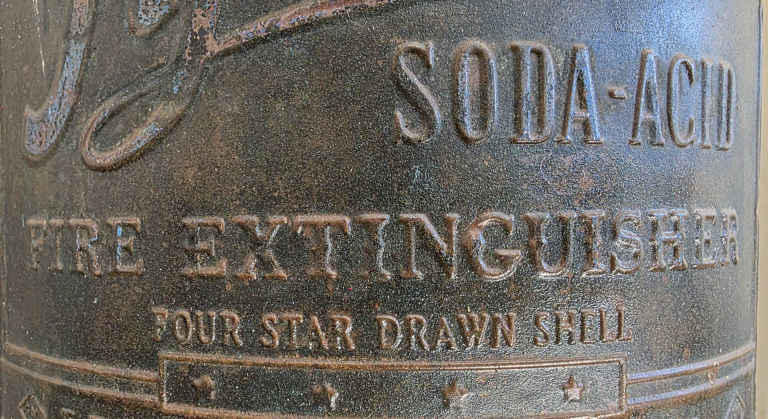 SODA-ACID
FIRE EXTINGUISHER
FOUR STAR DRAWN SHELL